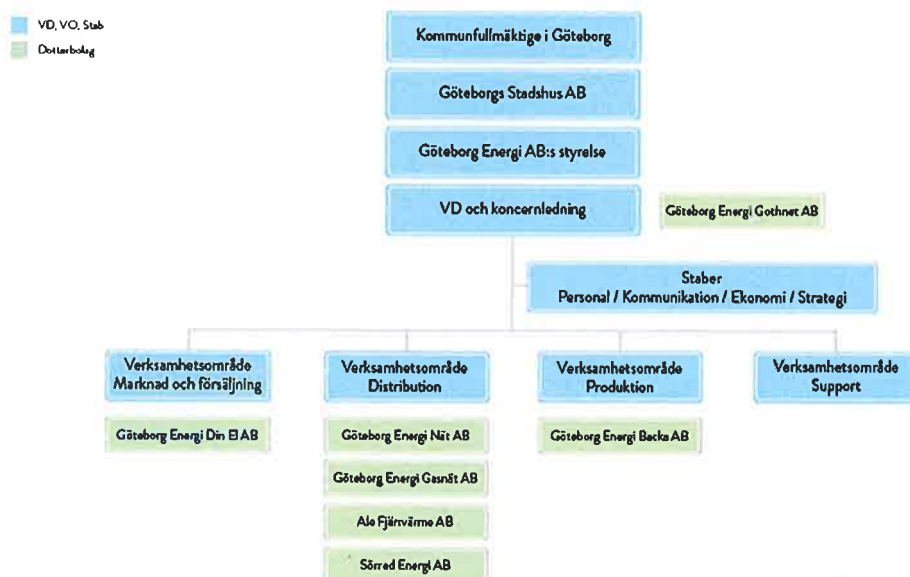 VD, VO, Stab
Dotterbolag
Kommunfullmäktige i Göteborg
Göteborgs Stadshus AB
Göteborg Energi AB:s styrelse
VD och koncernledning
Göteborg Energi Gothnet AB
Staber
Personal / Kommunikation / Ekonomi / Strategi
Verksamhetsområde
Marknad och försäljning
Verksamhetsområde
Distribution
Verksamhetsområde
Produktion
Verksamhetsområde
Support
Göteborg Energi Din El AB
Göteborg Energi Nät AB
Göteborg Energi Backa AB
Göteborg Energi Gasnät AB
Ale Fjärrvärme AB
Sörred Energi AB